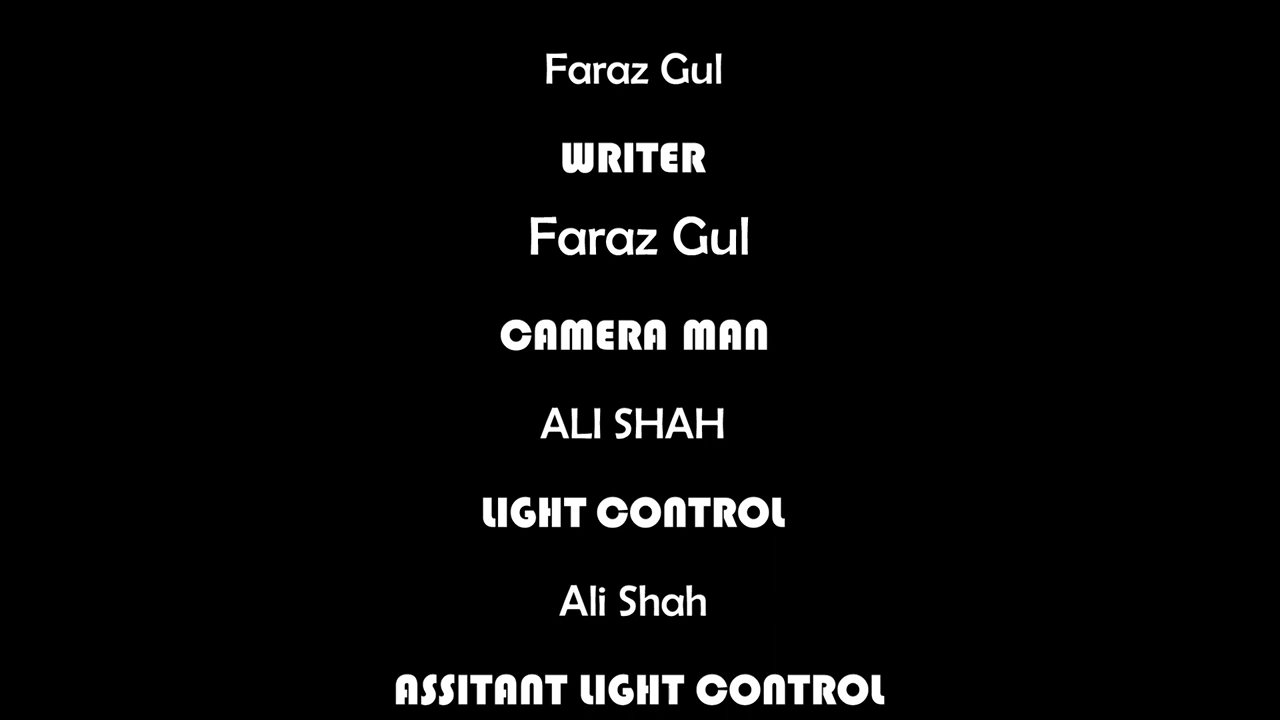 Faraz Gul
WRITER
Faraz Gul
CAMERA MAN
ALI SHAH
LIGHT CONTROL
Ali Shah
ASSITANT LIGHT CONTROL